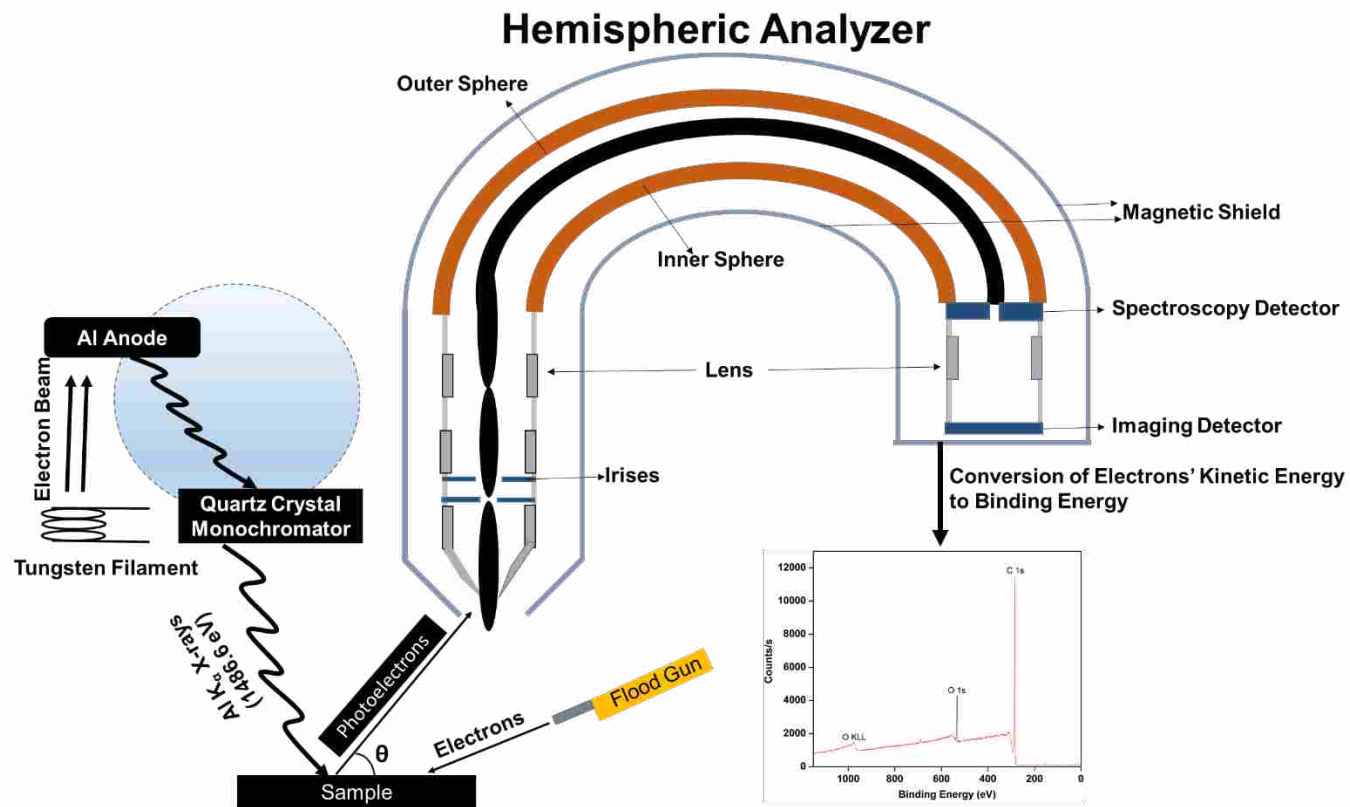 Hemispheric Analyzer
Outer Sphere
Magnetic Shield
Inner Sphere
Al Anode
Spectroscopy Detector
Lens
Electron Beam
Imaging Detector
Irises
Conversion of Electrons' Kinetic Energy
to Binding Energy
Quartz Crystal
Monochromator
Tungsten Filament
Al Kα X-rays
(1486.6 eV)
Photoelectrons
Flood Gun
Electrons
θ
Sample
C 1s
O 1s
O KLL
Counts/s
12000
10000
8000
6000
4000
2000
0
1000
800
600
400
200
0
Binding Energy (eV)